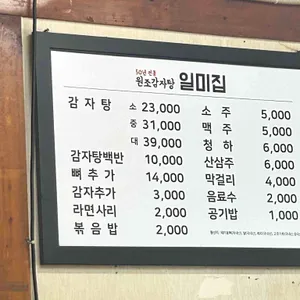 50년 전통
원조감자탕 일미집
감자탕 소 23,000
중 31,000
대 39,000
감자탕백반 10,000
뼈추가 14,000
감자추가 3,000
라면사리 2,000
볶음밥 2,000
소주 5,000
맥주 5,000
청하 6,000
산삼주 6,000
막걸리 4,000
음료수 2,000
공기밥 1,000